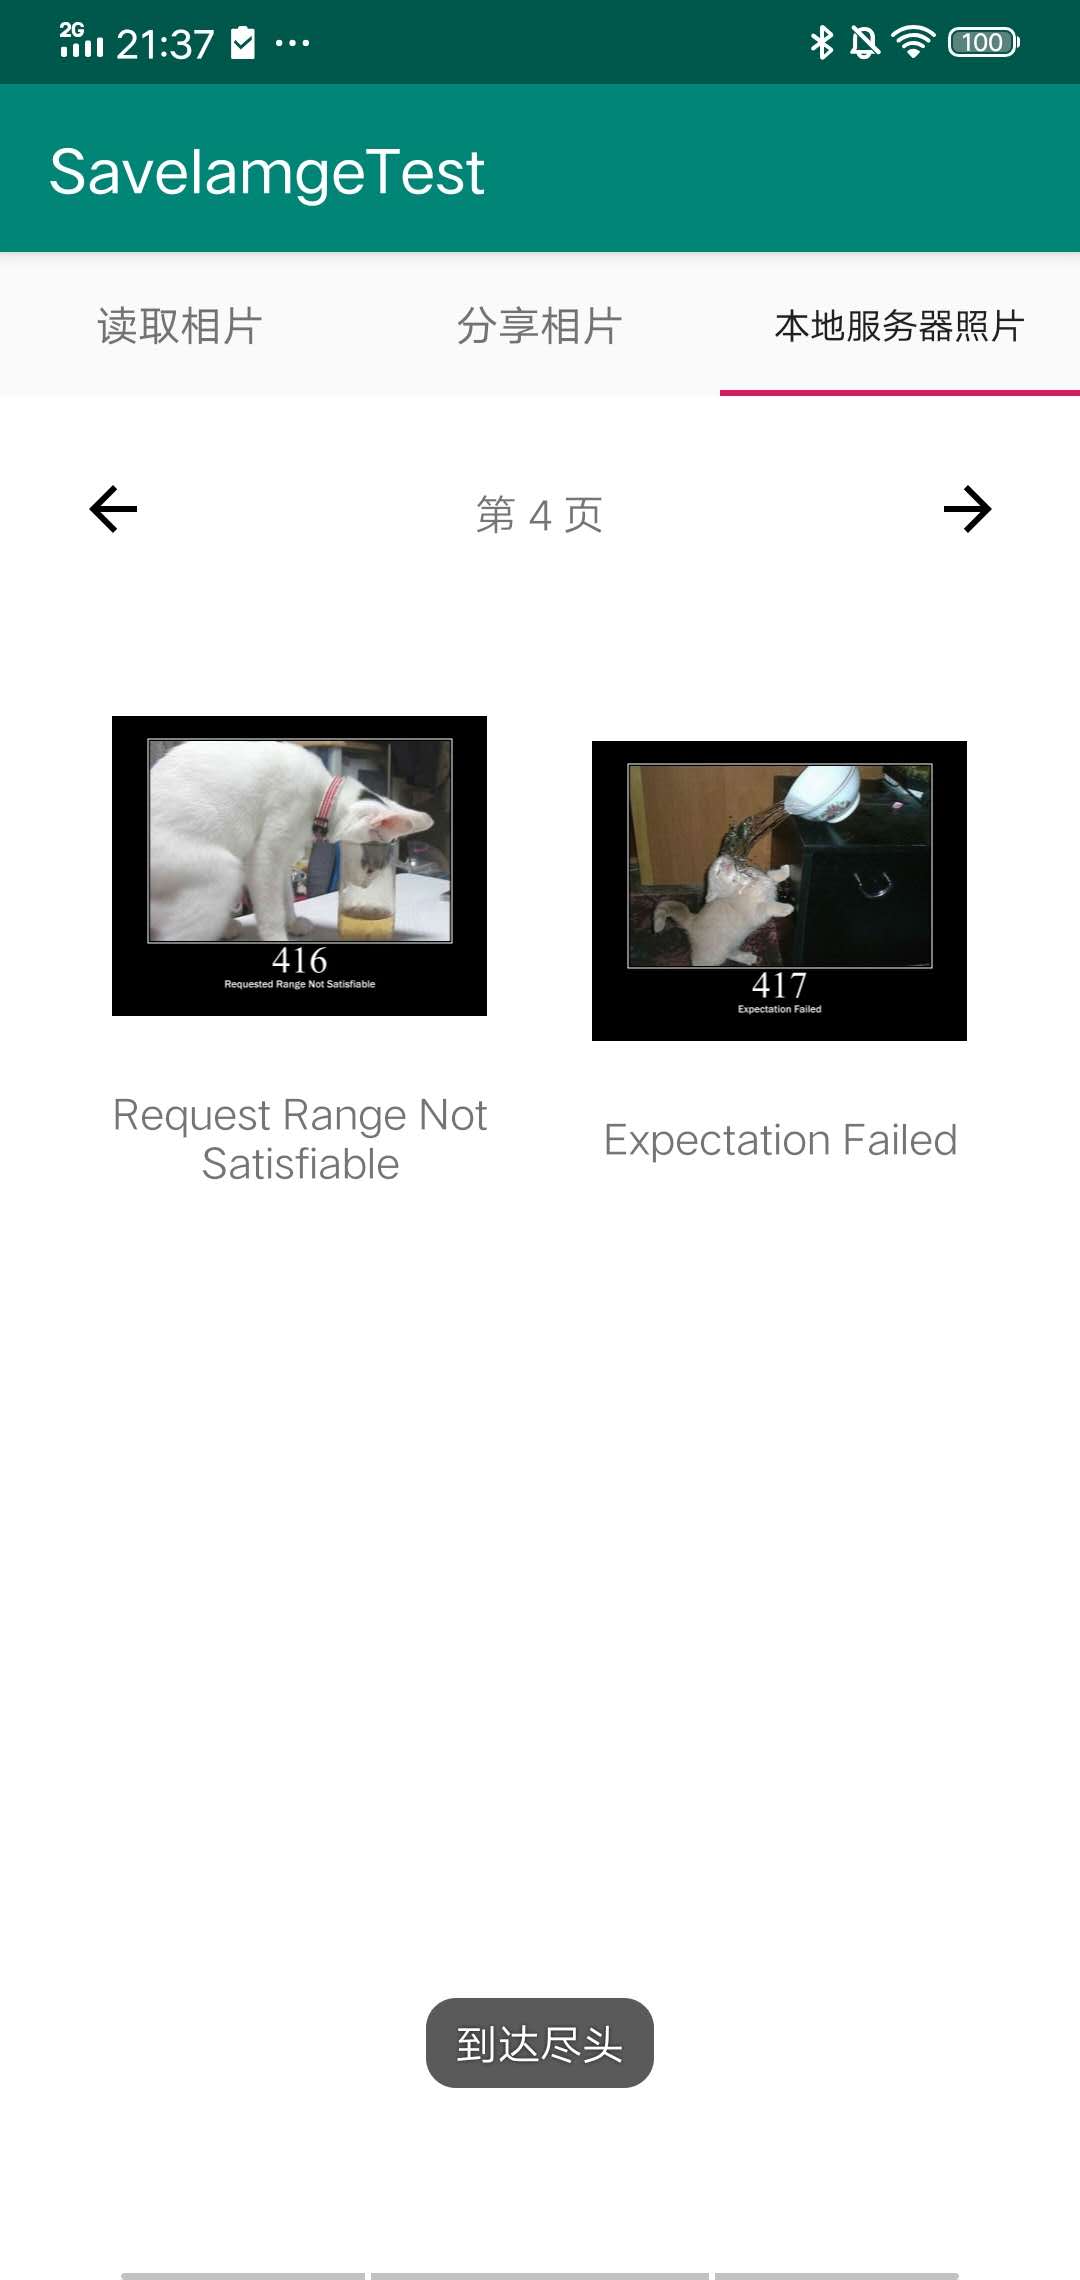 2G
21:37
100
SaveIamgeTest
读取相片
分享相片
本地服务器照片
第 4 页
416
Requested Range Not Satisfiable
417
Expectation Failed
Request Range Not
Satisfiable
Expectation Failed
到达尽头